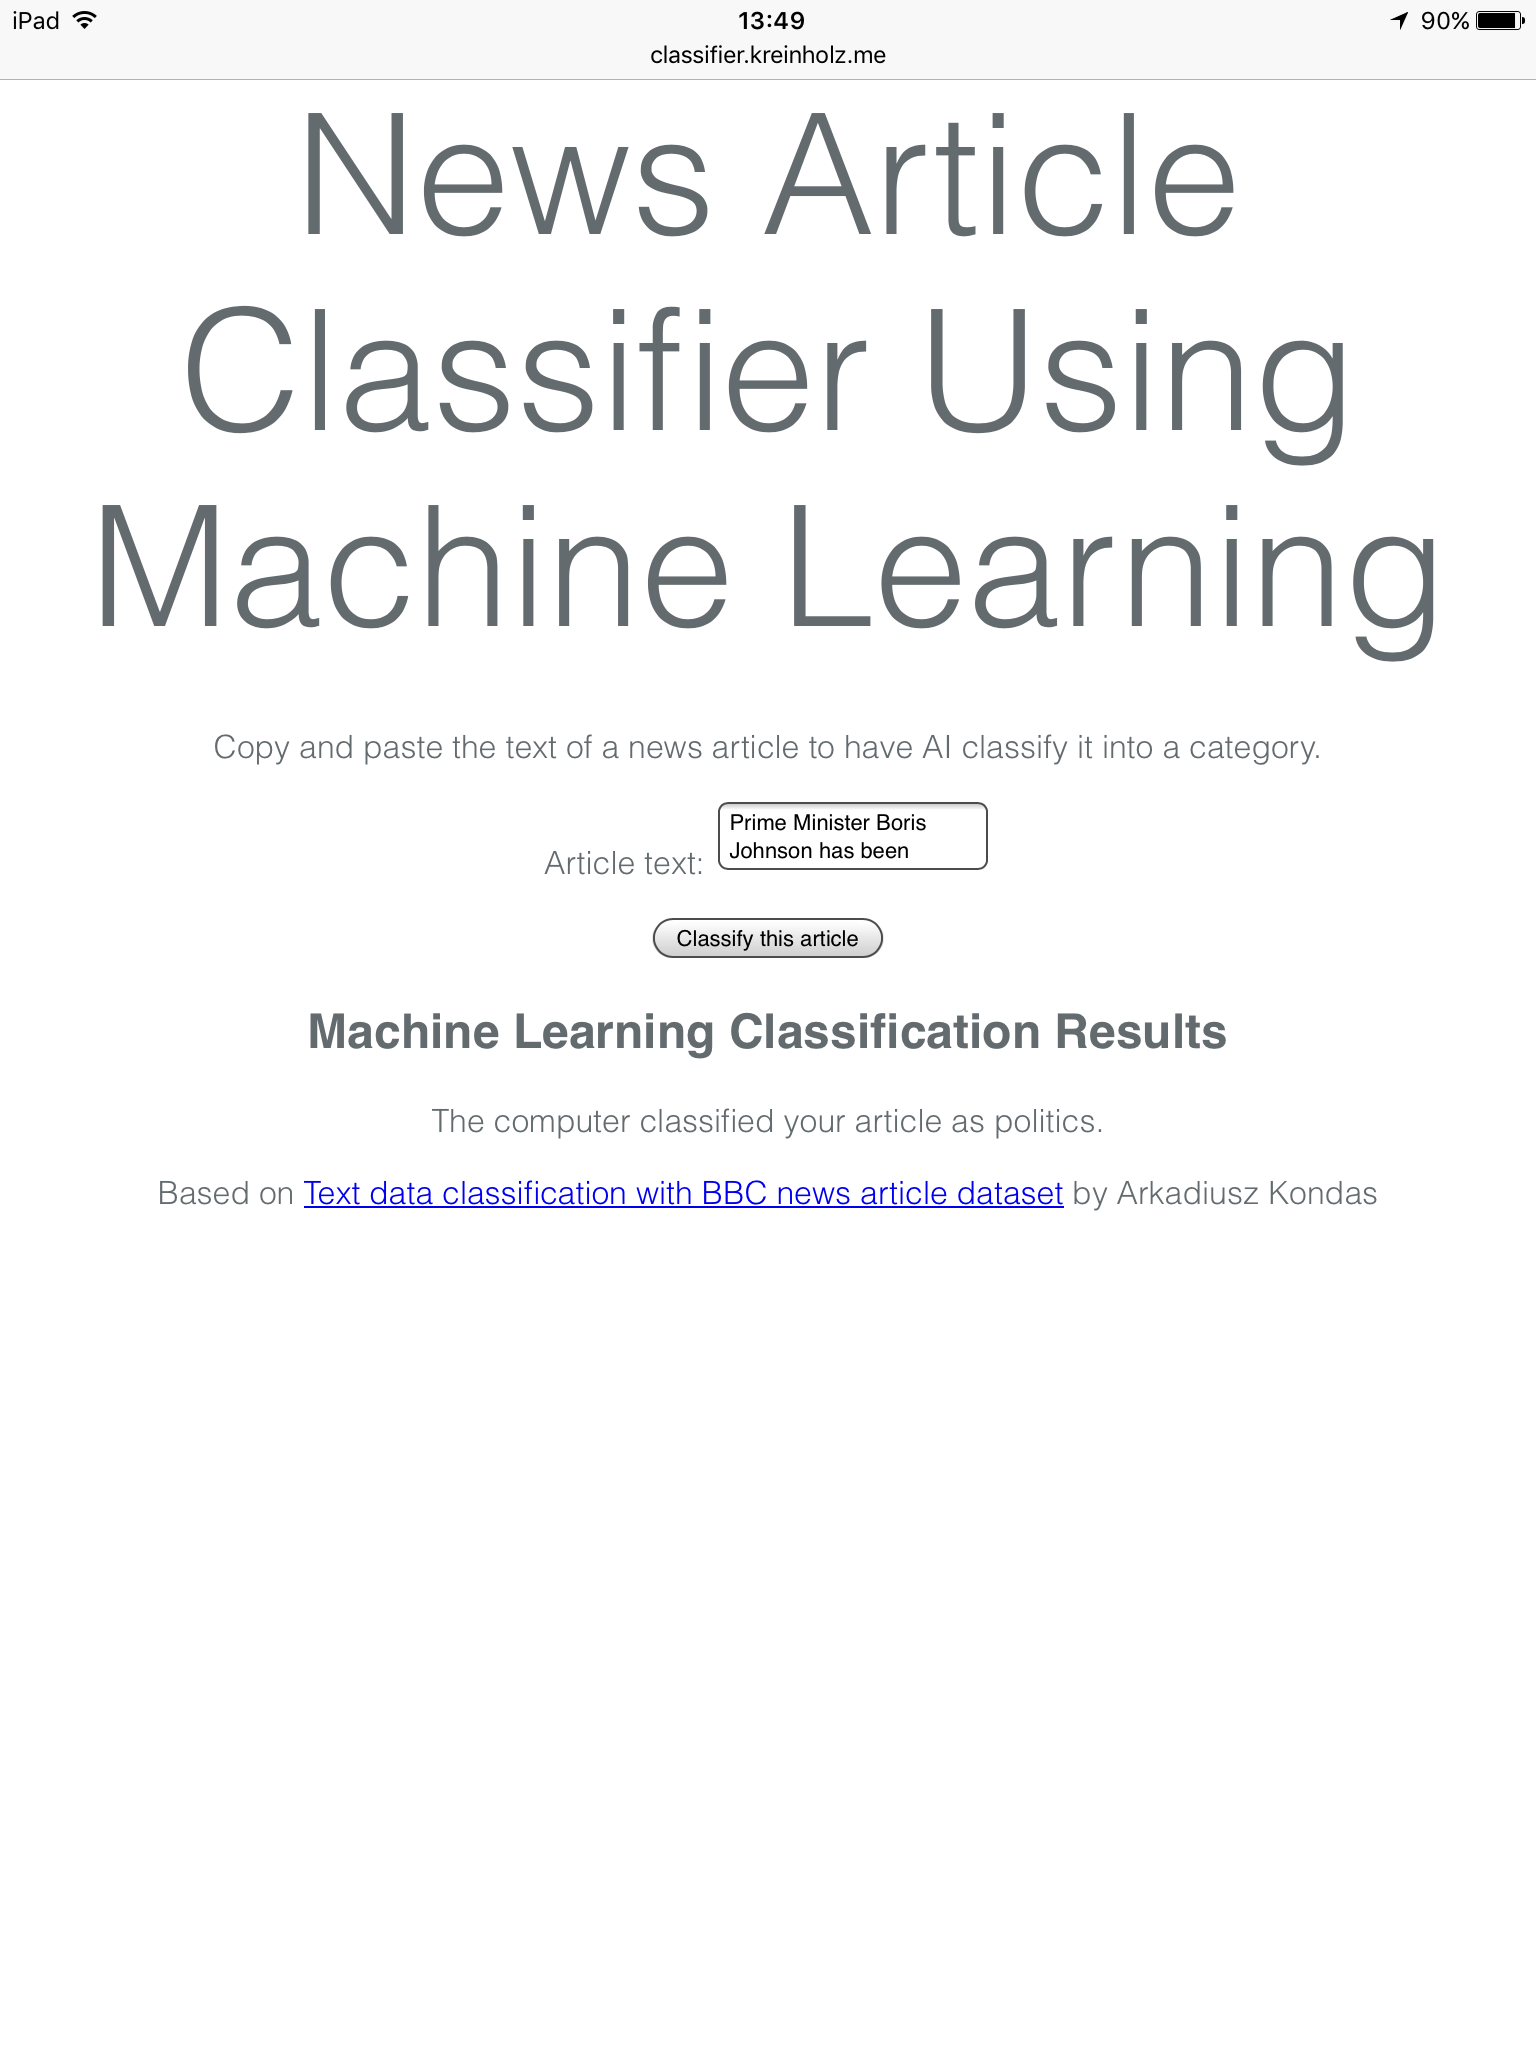 iPad 13:49 90%
classifier.kreinholz.me
News Article
Classifier Using
Machine Learning
Copy and paste the text of a news article to have AI classify it into a category.
Article text: Prime Minister Boris
Johnson has been
Classify this article
Machine Learning Classification Results
The computer classified your article as politics.
Based on Text data classification with BBC news article dataset by Arkadiusz Kondas